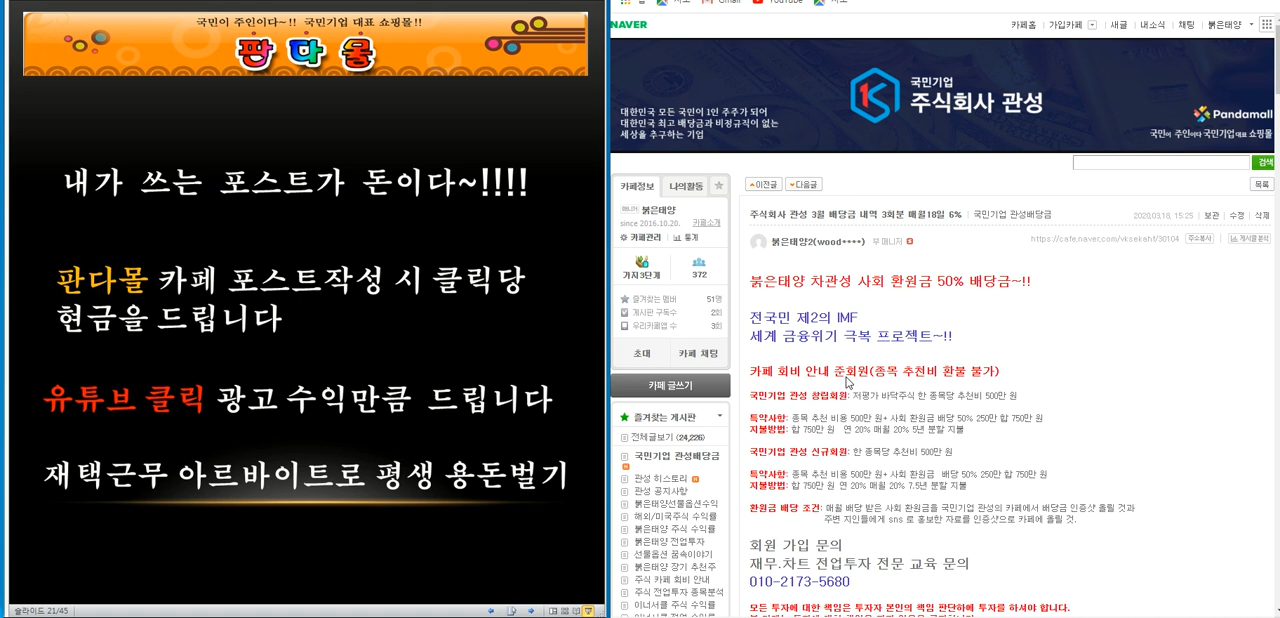 국민이 주인이다~!! 국민기업 대표 쇼핑몰!!
판다몰
내가 쓰는 포스트가 돈이다~!!!!
판다몰 카페 포스트작성 시 클릭당
현금을 드립니다
유튜브 클릭 광고 수익만큼 드립니다
재택근무 아르바이트로 평생 용돈벌기
슬라이드 21/45
Gmail
YouTube
NAVER
카페홈 가입카페 새글 내소식 채팅 붉은태양
국민기업
주식회사 관성
대한민국 모든 국민이 1인 주주가 되어
대한민국 최고 배당금과 비정규직이 없는
세상을 추구하는 기업
Pandamall
국민이 주인이다 국민기업대표 쇼핑몰
검색
카페정보 나의활동
이전글 다음글
목록
매니저 붉은태양
since 2016.10.20. 카페소개
카페관리 통계
가지3단계 372
즐겨찾는 멤버 51명
게시판 구독수 2회
우리카페앱 수 3회
초대 카페 채팅
카페 글쓰기
즐겨찾는 게시판
전체글보기 (24,226)
국민기업 관성배당금
관성 히스토리
관성 공지사항
붉은태양선물옵션수익
해외/미국주식 수익률
붉은태양 주식 수익률
붉은태양 전업투자
선물옵션 꿈속이야기
붉은태양 장기 추천주
주식 카페 회비 안내
주식 전업투자 종목분석
이너서클 주식 수익률
주식회사 관성 3월 배당금 내역 3회분 매월18일 6% 국민기업 관성배당금
2020.03.18. 15:25 보관 수정 삭제
붉은태양2(wood****) 부매니저
https://cafe.naver.com/vksekahf/38104 주소복사 게시글 분석
붉은태양 차관성 사회 환원금 50% 배당금~!!
전국민 제2의 IMF
세계 금융위기 극복 프로젝트~!!
카페 회비 안내 준회원(종목 추천비 환불 불가)
국민기업 관성 창립회원: 저평가 바닥주식 한 종목당 추천비 500만 원
특약사항: 종목 추천 비용 500만 원+ 사회 환원금 배당 50% 250만 합 750만 원
지불방법: 합 750만 원 연 20% 매월 20% 5년 분할 지불
국민기업 관성 신규회원: 한 종목당 추천비 500만 원
특약사항: 종목 추천 비용 500만 원+ 사회 환원금 배당 50% 250만 합 750만 원
지불방법: 합 750만 원 연 20% 매월 20% 7.5년 분할 지불
환원금 배당 조건: 매월 배당 받은 사회 환원금을 국민기업 관성의 카페에서 배당금 인증샷 올릴 것과
주변 지인들에게 sns 로 홍보한 자료를 인증샷으로 카페에 올릴 것.
회원 가입 문의
재무.차트 전업투자 전문 교육 문의
010-2173-5680
모든 투자에 대한 책임은 투자자 본인의 책임 판단하에 투자를 하셔야 합니다.